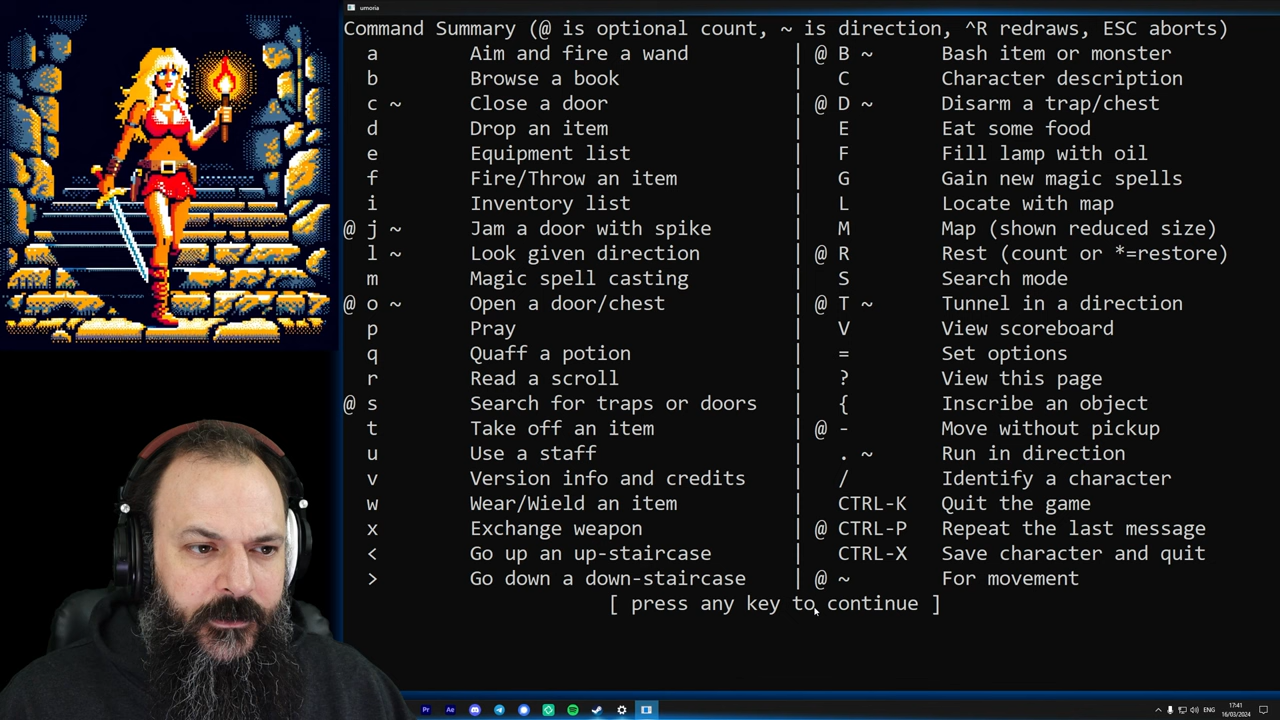 umoria
Command Summary (@ is optional count, ~ is direction, ^R redraws, ESC aborts)
a Aim and fire a wand | @ B ~ Bash item or monster
b Browse a book | C Character description
c ~ Close a door | @ D ~ Disarm a trap/chest
d Drop an item | E Eat some food
e Equipment list | F Fill lamp with oil
f Fire/Throw an item | G Gain new magic spells
i Inventory list | L Locate with map
@ j ~ Jam a door with spike | M Map (shown reduced size)
l ~ Look given direction | @ R Rest (count or *=restore)
m Magic spell casting | S Search mode
@ o ~ Open a door/chest | @ T ~ Tunnel in a direction
p Pray | V View scoreboard
q Quaff a potion | = Set options
r Read a scroll | ? View this page
@ s Search for traps or doors | { Inscribe an object
t Take off an item | @ - Move without pickup
u Use a staff | . ~ Run in direction
v Version info and credits | / Identify a character
w Wear/Wield an item | CTRL-K Quit the game
x Exchange weapon | @ CTRL-P Repeat the last message
< Go up an up-staircase | CTRL-X Save character and quit
> Go down a down-staircase | @ ~ For movement
[ press any key to continue ]
Pr Ae ENG 17:41
16/03/2024